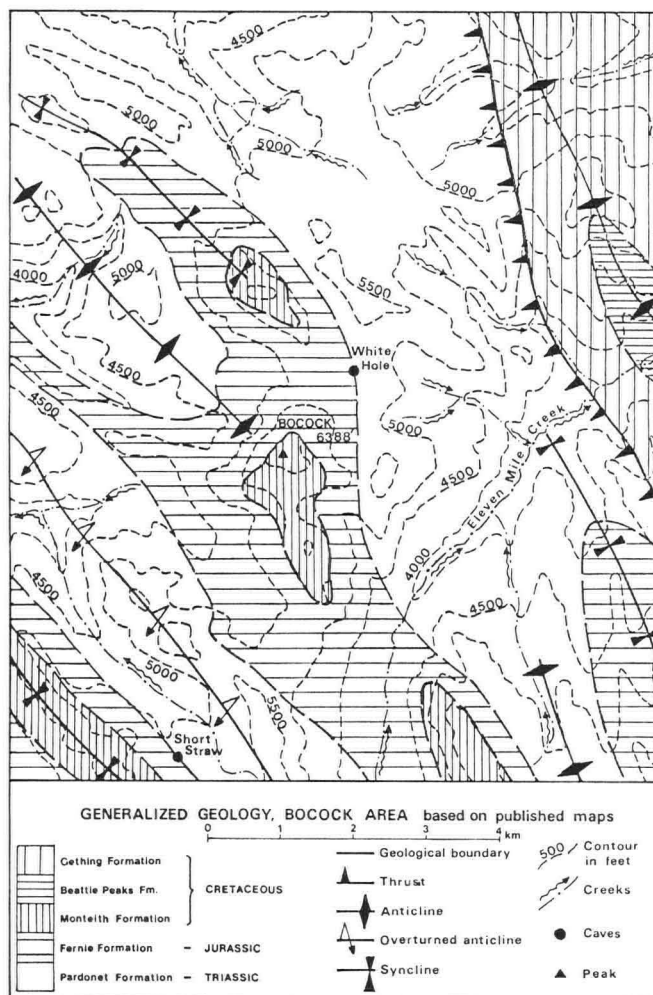 4500
5000
5000
5000
4000
5000
5500
White
Hole
4500
4500
BOCOCK
6388
5000
Eleven Mile Creek
4500
4500
4000
4500
5000
5500
Short
Straw
GENERALIZED GEOLOGY, BOCOCK AREA based on published maps
0 1 2 3 4
km
Gething Formation
Beattie Peaks Fm.
Monteith Formation
CRETACEOUS
Fernie Formation – JURASSIC
Pardonet Formation – TRIASSIC
Geological boundary
Thrust
Anticline
Overturned anticline
Syncline
500
Contour
in feet
Creeks
Caves
Peak